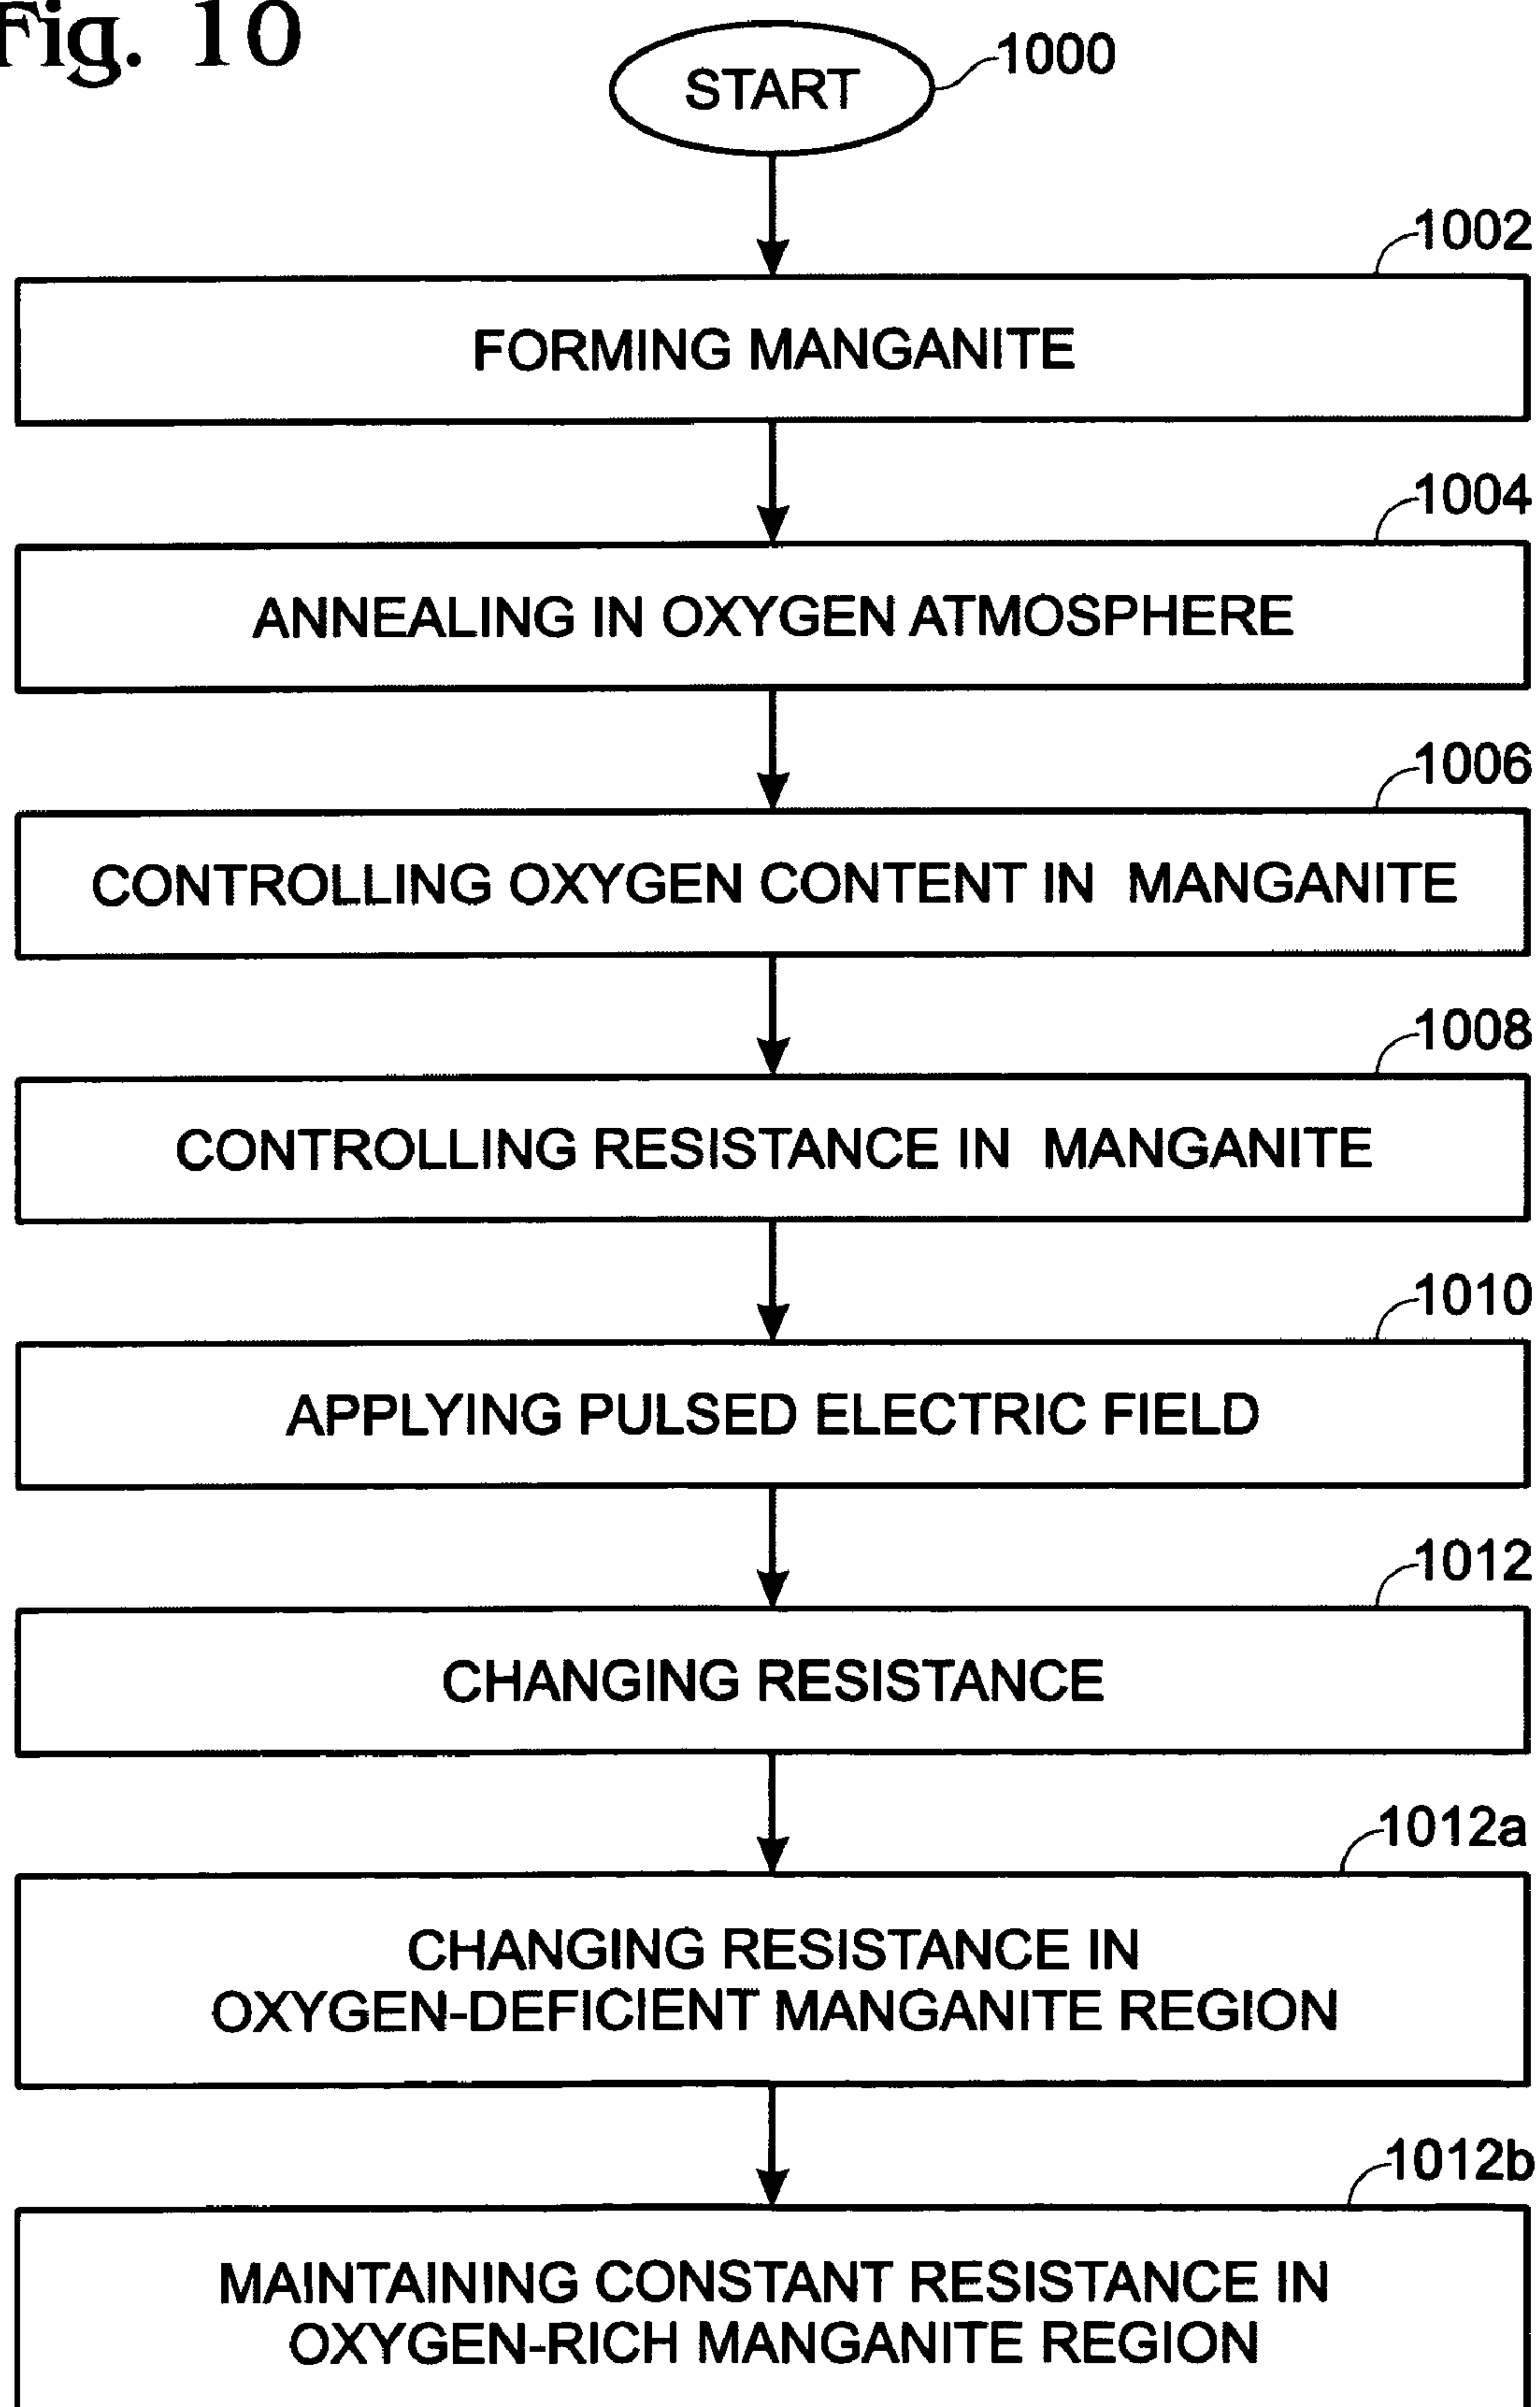 Fig. 10
START
1000
1002
FORMING MANGANITE
1004
ANNEALING IN OXYGEN ATMOSPHERE
1006
CONTROLLING OXYGEN CONTENT IN MANGANITE
1008
CONTROLLING RESISTANCE IN MANGANITE
1010
APPLYING PULSED ELECTRIC FIELD
1012
CHANGING RESISTANCE
1012a
CHANGING RESISTANCE IN
OXYGEN-DEFICIENT MANGANITE REGION
1012b
MAINTAINING CONSTANT RESISTANCE IN
OXYGEN-RICH MANGANITE REGION